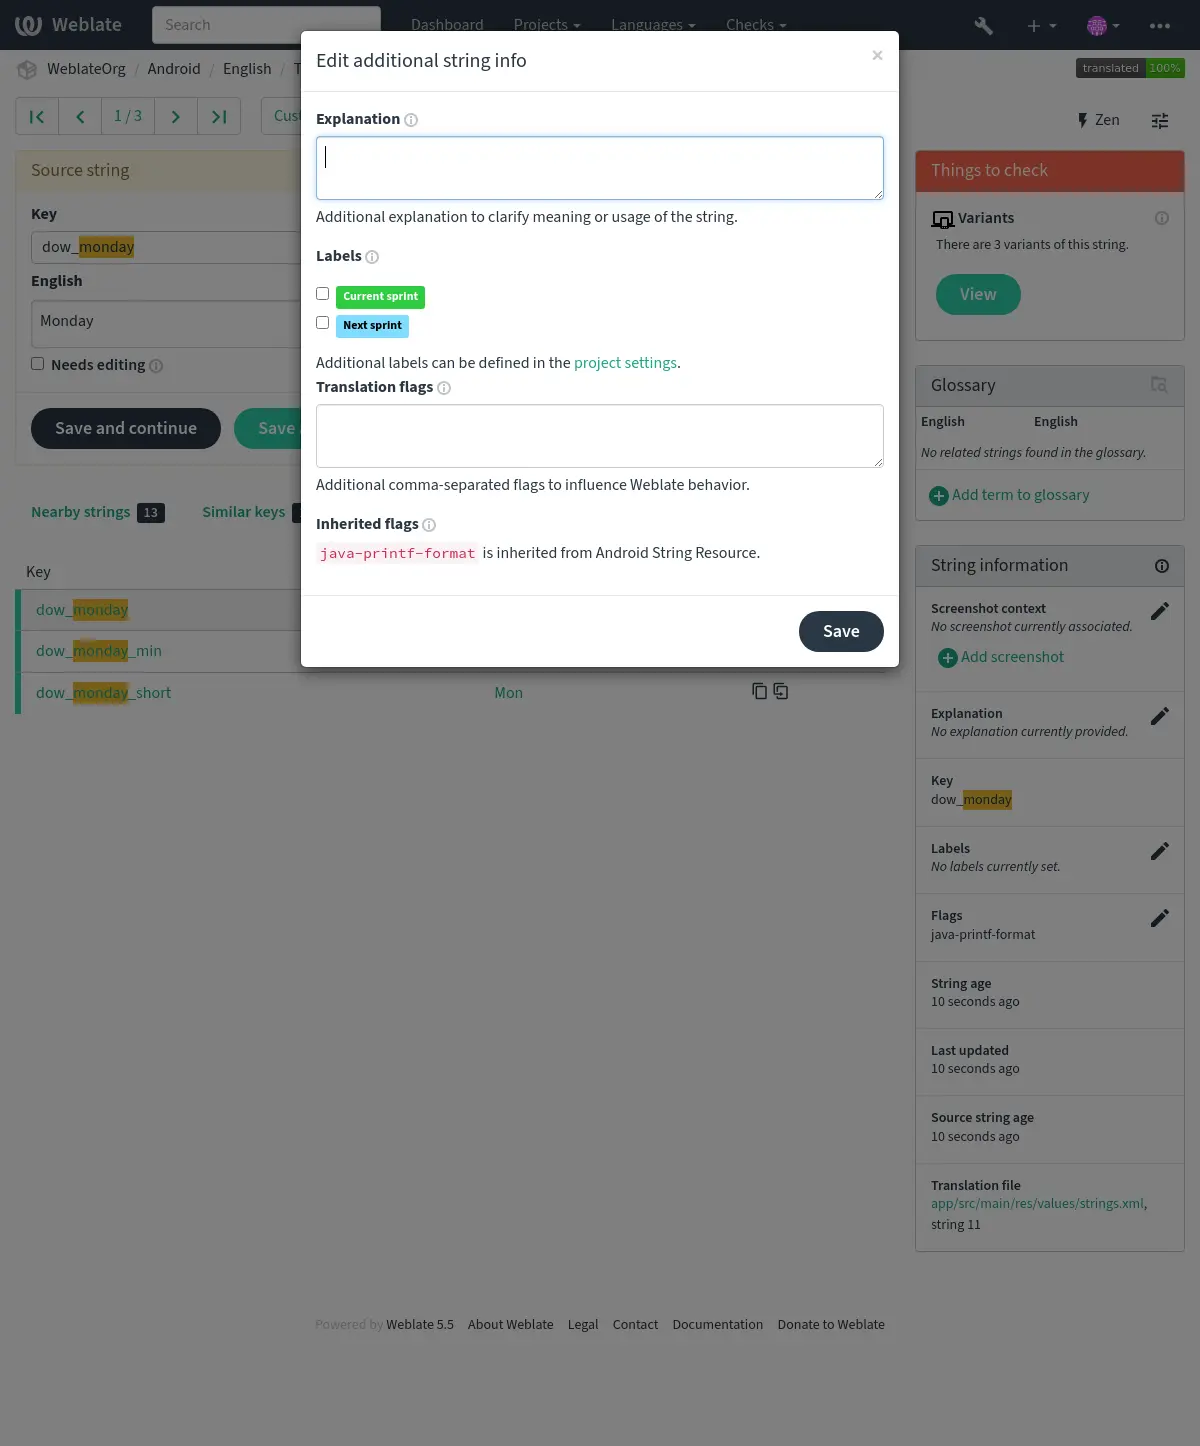 Weblate
Search
Dashboard
Projects
Languages
Checks
WeblateOrg / Android / English /
translated 100%
1 / 3
Zen
Edit additional string info
×
Explanation
Additional explanation to clarify meaning or usage of the string.
Labels
Current sprint
Next sprint
Additional labels can be defined in the project settings.
Translation flags
Additional comma-separated flags to influence Weblate behavior.
Inherited flags
java-printf-format is inherited from Android String Resource.
Save
Source string
Key
dow_monday
English
Monday
Needs editing
Save and continue
Save
Nearby strings 13
Similar keys
Key
dow_monday
dow_monday_min
dow_monday_short
Mon
Things to check
Variants
There are 3 variants of this string.
View
Glossary
English English
No related strings found in the glossary.
Add term to glossary
String information
Screenshot context
No screenshot currently associated.
Add screenshot
Explanation
No explanation currently provided.
Key
dow_monday
Labels
No labels currently set.
Flags
java-printf-format
String age
10 seconds ago
Last updated
10 seconds ago
Source string age
10 seconds ago
Translation file
app/src/main/res/values/strings.xml,
string 11
Powered by Weblate 5.5 About Weblate Legal Contact Documentation Donate to Weblate